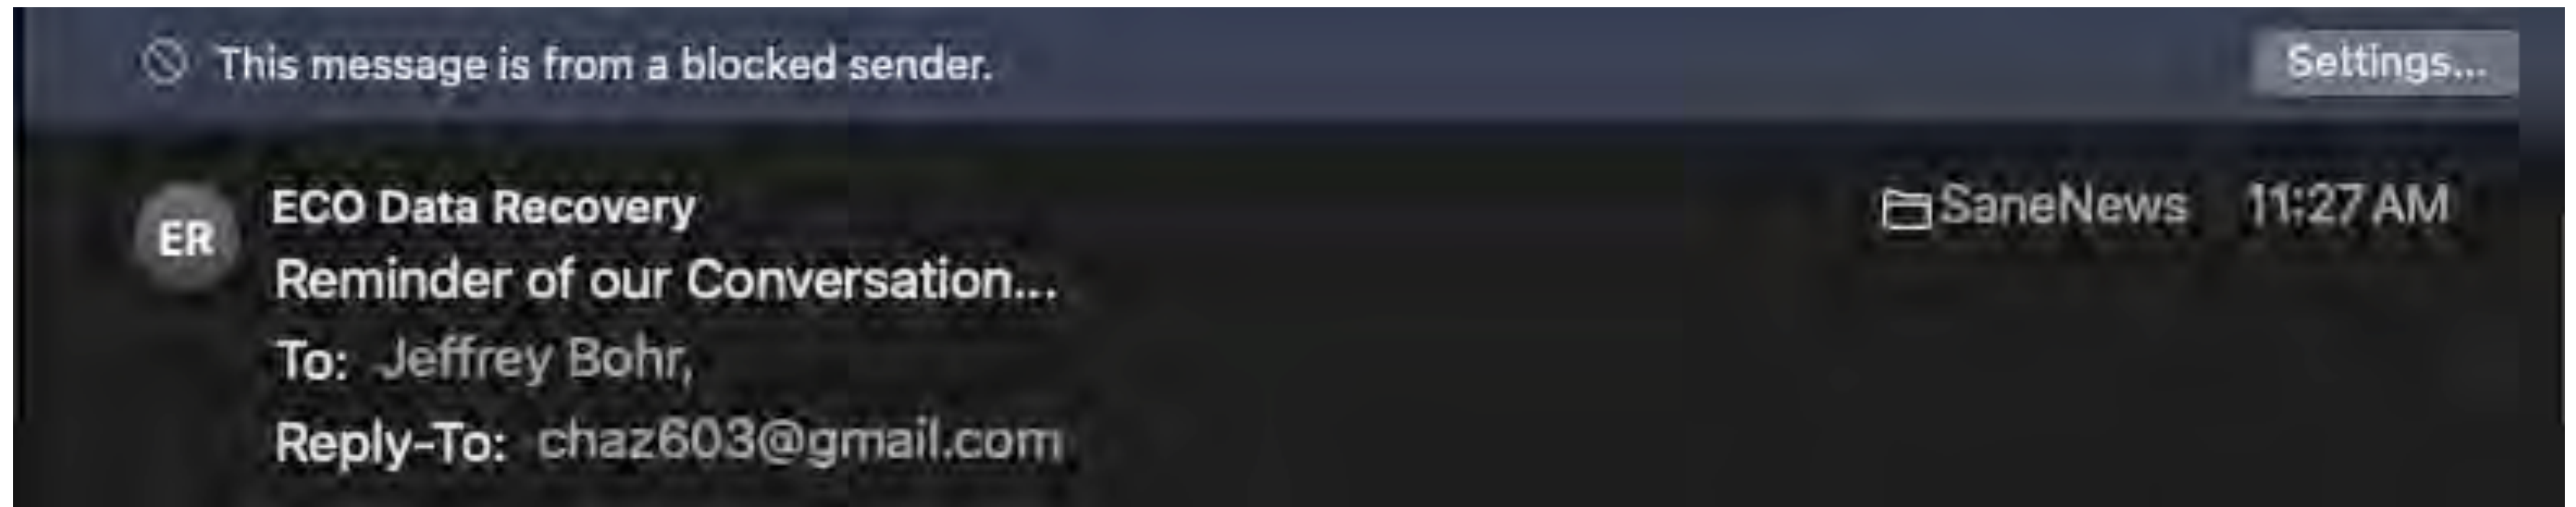 This message is from a blocked sender.
Settings...
ER
ECO Data Recovery
SaneNews 11:27 AM
Reminder of our Conversation...
To: Jeffrey Bohr,
Reply-To: chaz603@gmail.com